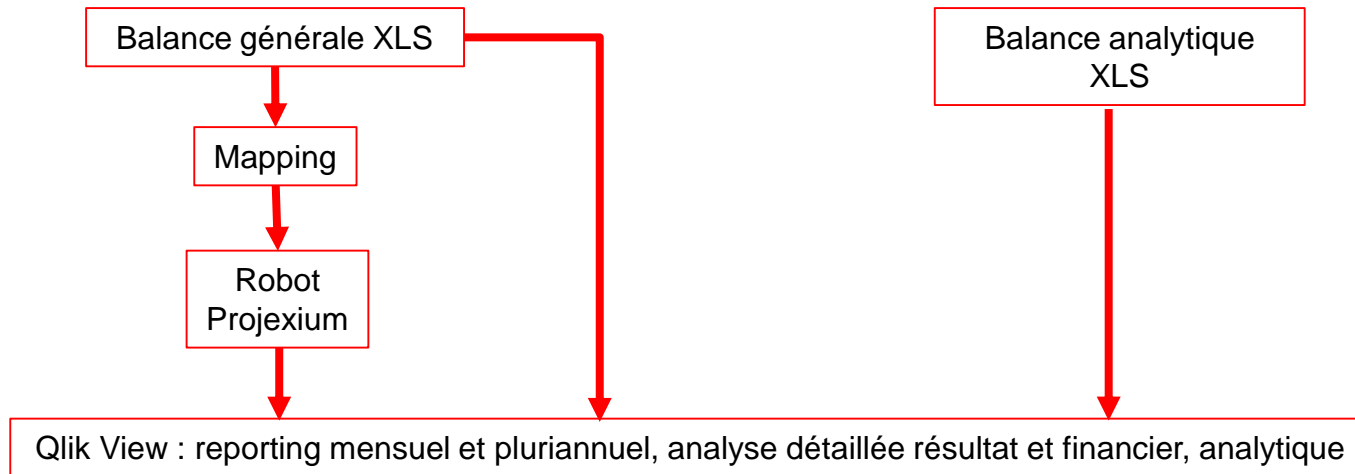 Balance générale XLS
Balance analytique
XLS
Mapping
Robot
Projexium
Qlik View : reporting mensuel et pluriannuel, analyse détaillée résultat et financier, analytique